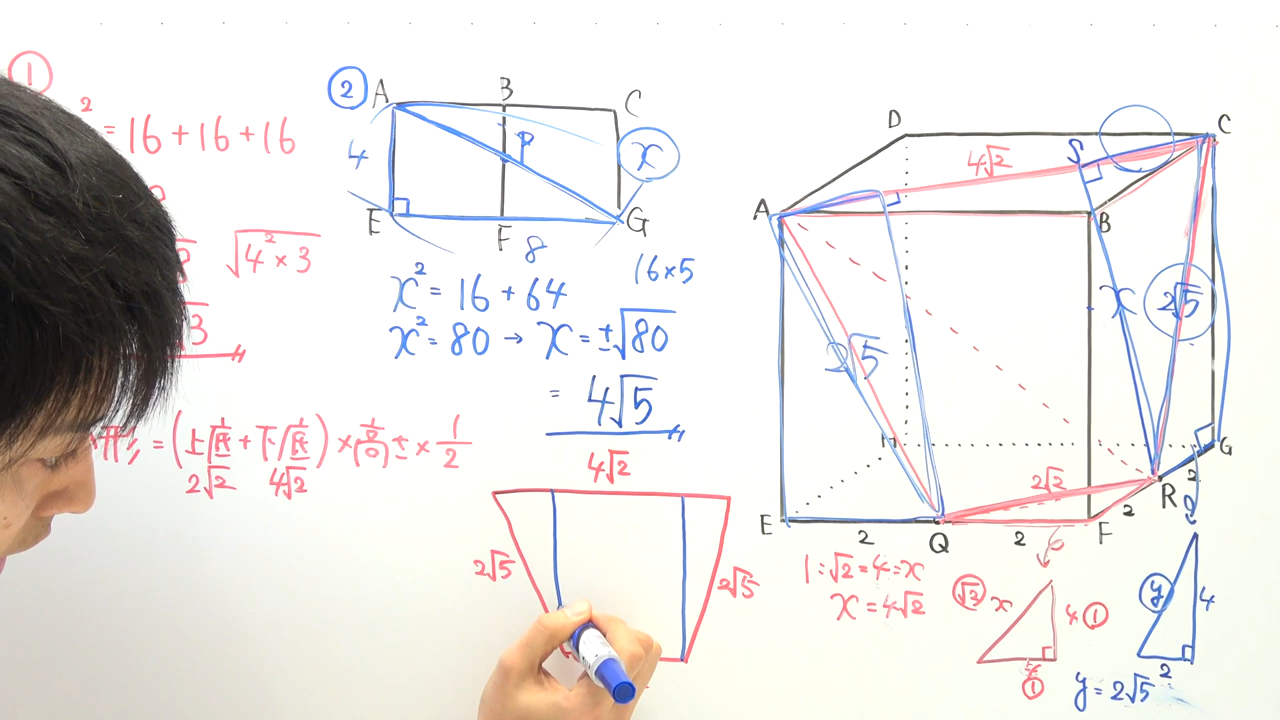 ①
² = 16 + 16 + 16
√4² × 3
√3
形 = (上底 + 下底) × 高さ × 1/2
2√2 4√2
②
A B C
4 P x
E F G
8
x² = 16 + 64
16 × 5
x² = 80 → x = ±√80
= 4√5
4√2
2√5 2√5
D C
4√2 S
A B
2√5 x 2√5
H G
2√2 R 2
E 2 Q 2 F 2
1 : √2 = 4 : x
x = 4√2
√2 x 4 ①
①
y 4
2
y = 2√5